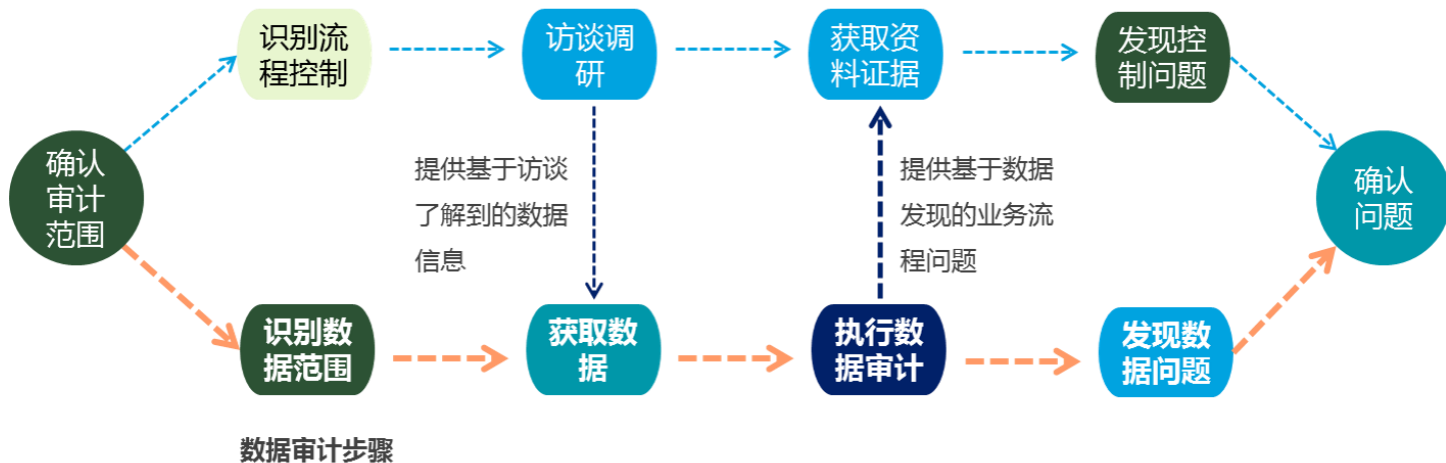 识别流
程控制
访谈调
研
获取资
料证据
发现控
制问题
确认
审计
范围
提供基于访谈
了解到的数据
信息
提供基于数据
发现的业务流
程问题
确认
问题
识别数
据范围
获取数
据
执行数
据审计
发现数
据问题
数据审计步骤